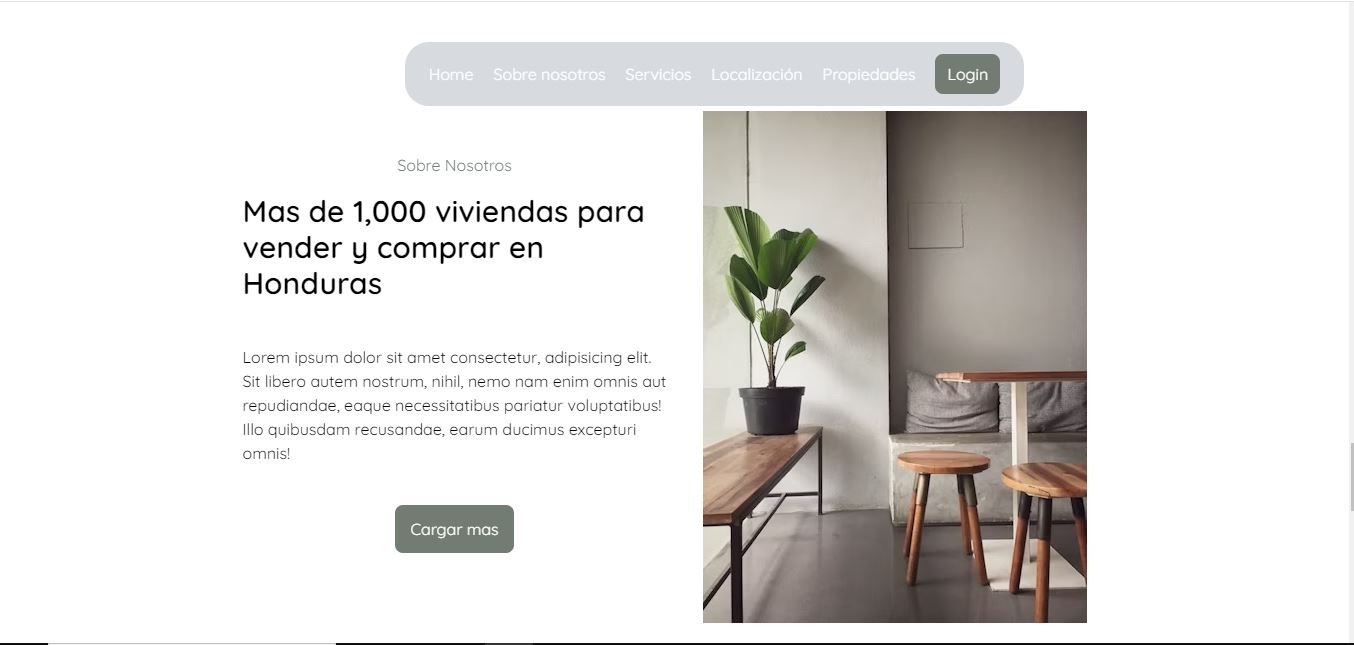 Home Sobre nosotros Servicios Localización Propiedades Login
Sobre Nosotros
Mas de 1,000 viviendas para
vender y comprar en
Honduras
Lorem ipsum dolor sit amet consectetur, adipisicing elit.
Sit libero autem nostrum, nihil, nemo nam enim omnis aut
repudiandae, eaque necessitatibus pariatur voluptatibus!
Illo quibusdam recusandae, earum ducimus excepturi
omnis!
Cargar mas